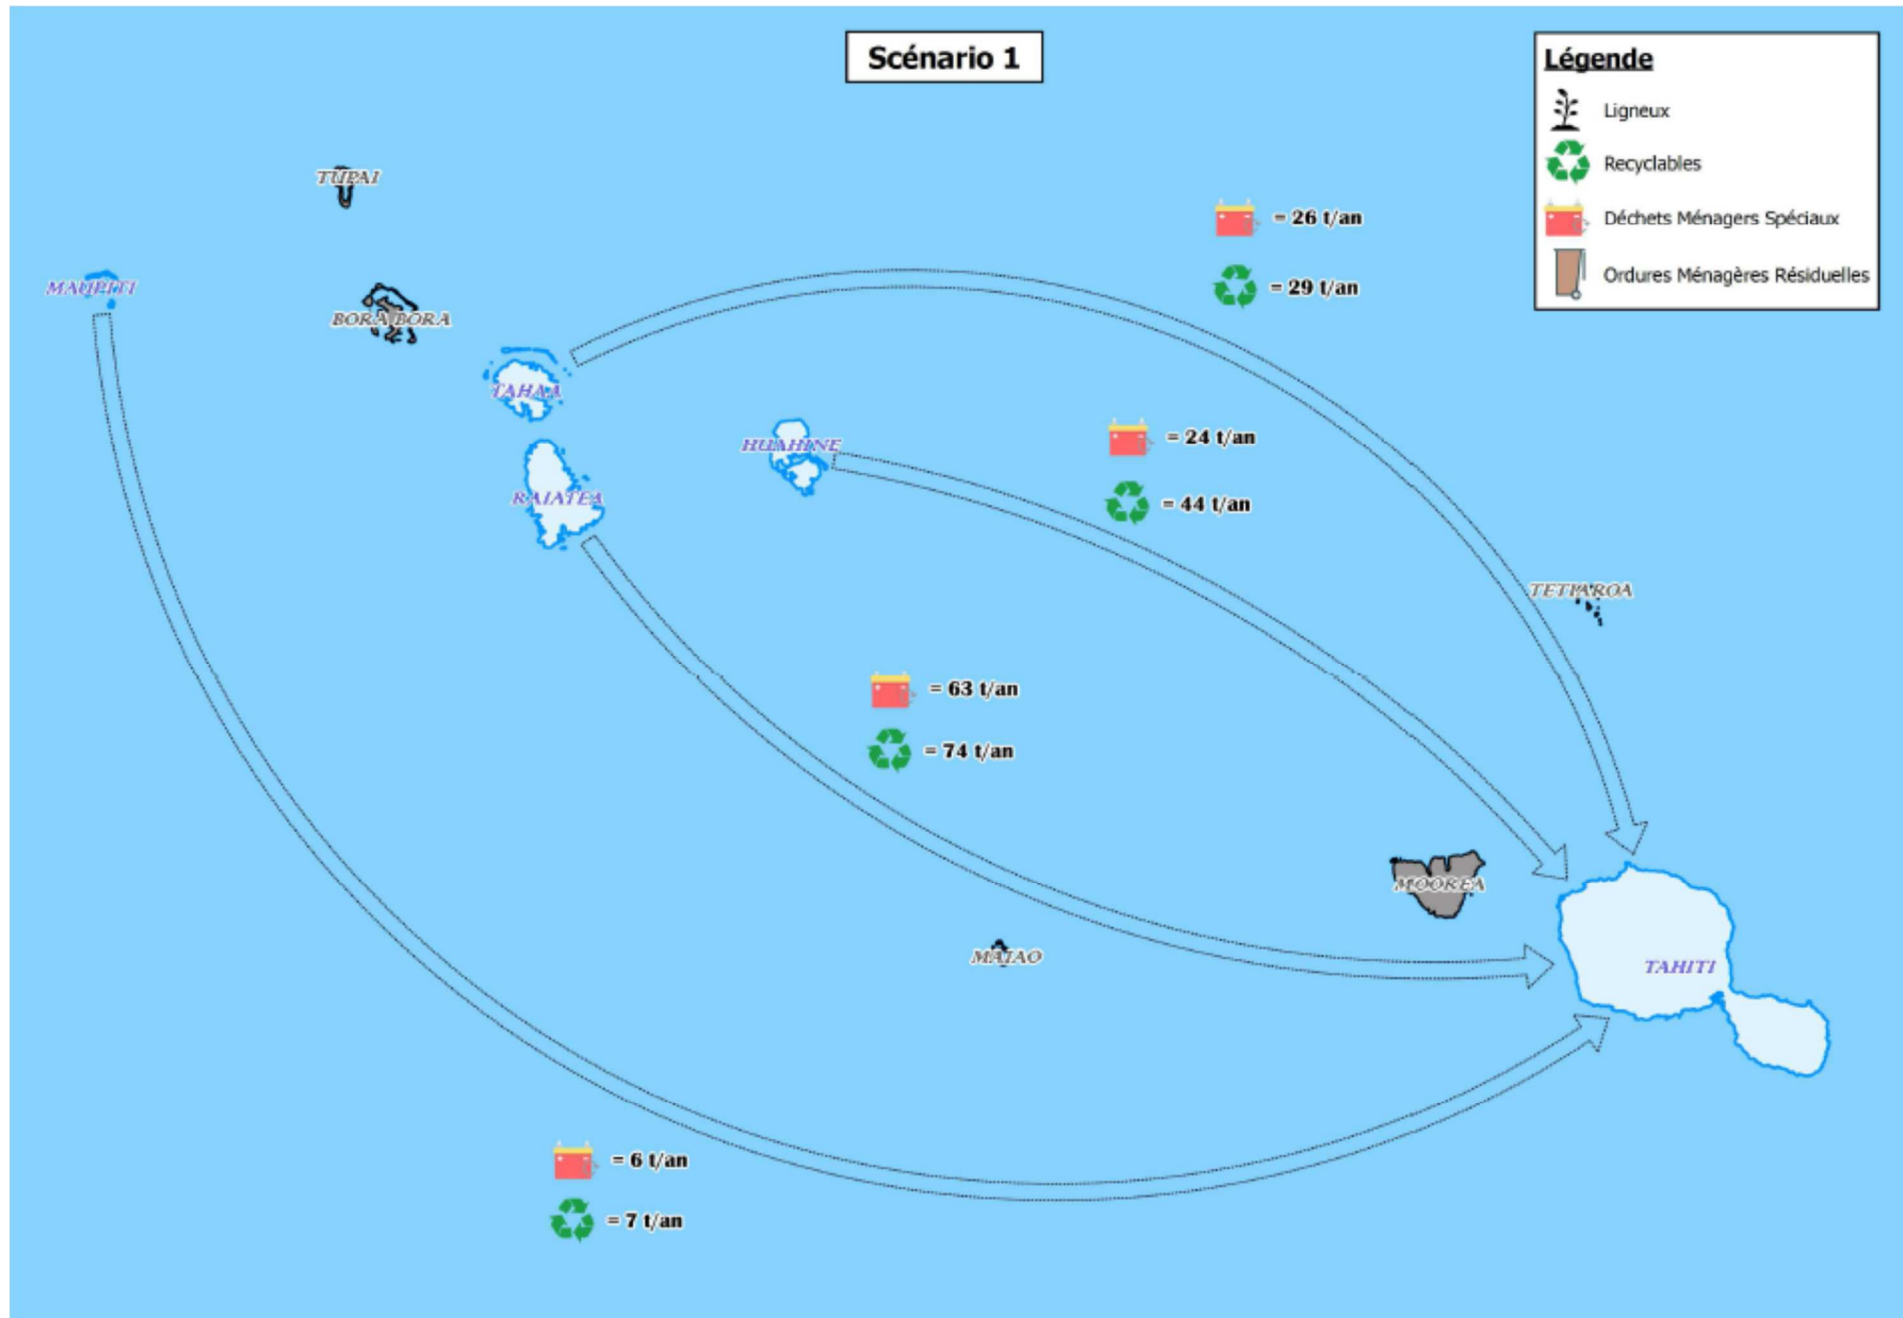 Scénario 1
Légende
Ligneux
Recyclables
Déchets Ménagers Spéciaux
Ordures Ménagères Résiduelles
TUPAI
= 26 t/an
MAUPITI
= 29 t/an
BORA BORA
TAHAA
= 24 t/an
HUAHINE
RAIATEA
= 44 t/an
TETIAROA
= 63 t/an
= 74 t/an
MOOREA
MAIAO
TAHITI
= 6 t/an
= 7 t/an